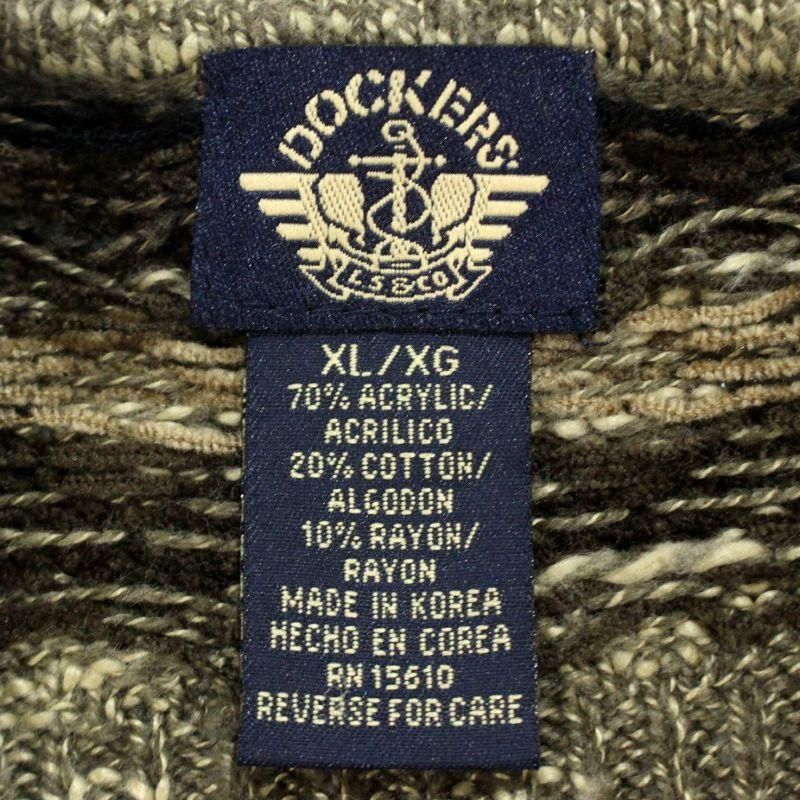 DOCKERS
L.S.&CO.
XL/XG
70% ACRYLIC/
ACRILICO
20% COTTON/
ALGODON
10% RAYON/
RAYON
MADE IN KOREA
HECHO EN COREA
RN 15610
REVERSE FOR CARE